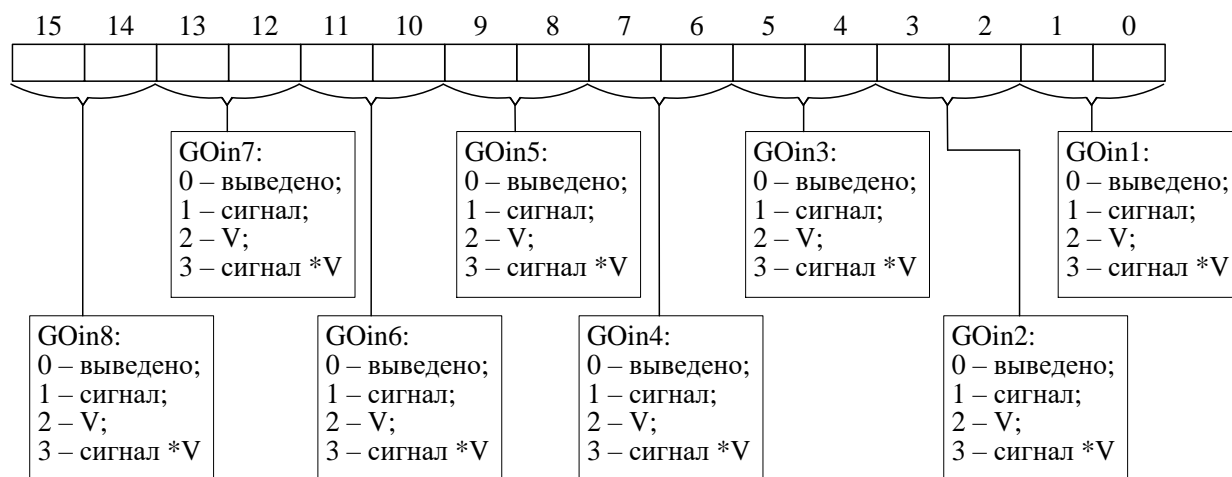 15 14 13 12 11 10 9 8 7 6 5 4 3 2 1 0
GOin7:
0 – выведено;
1 – сигнал;
2 – V;
3 – сигнал *V
GOin5:
0 – выведено;
1 – сигнал;
2 – V;
3 – сигнал *V
GOin3:
0 – выведено;
1 – сигнал;
2 – V;
3 – сигнал *V
GOin1:
0 – выведено;
1 – сигнал;
2 – V;
3 – сигнал *V
GOin8:
0 – выведено;
1 – сигнал;
2 – V;
3 – сигнал *V
GOin6:
0 – выведено;
1 – сигнал;
2 – V;
3 – сигнал *V
GOin4:
0 – выведено;
1 – сигнал;
2 – V;
3 – сигнал *V
GOin2:
0 – выведено;
1 – сигнал;
2 – V;
3 – сигнал *V